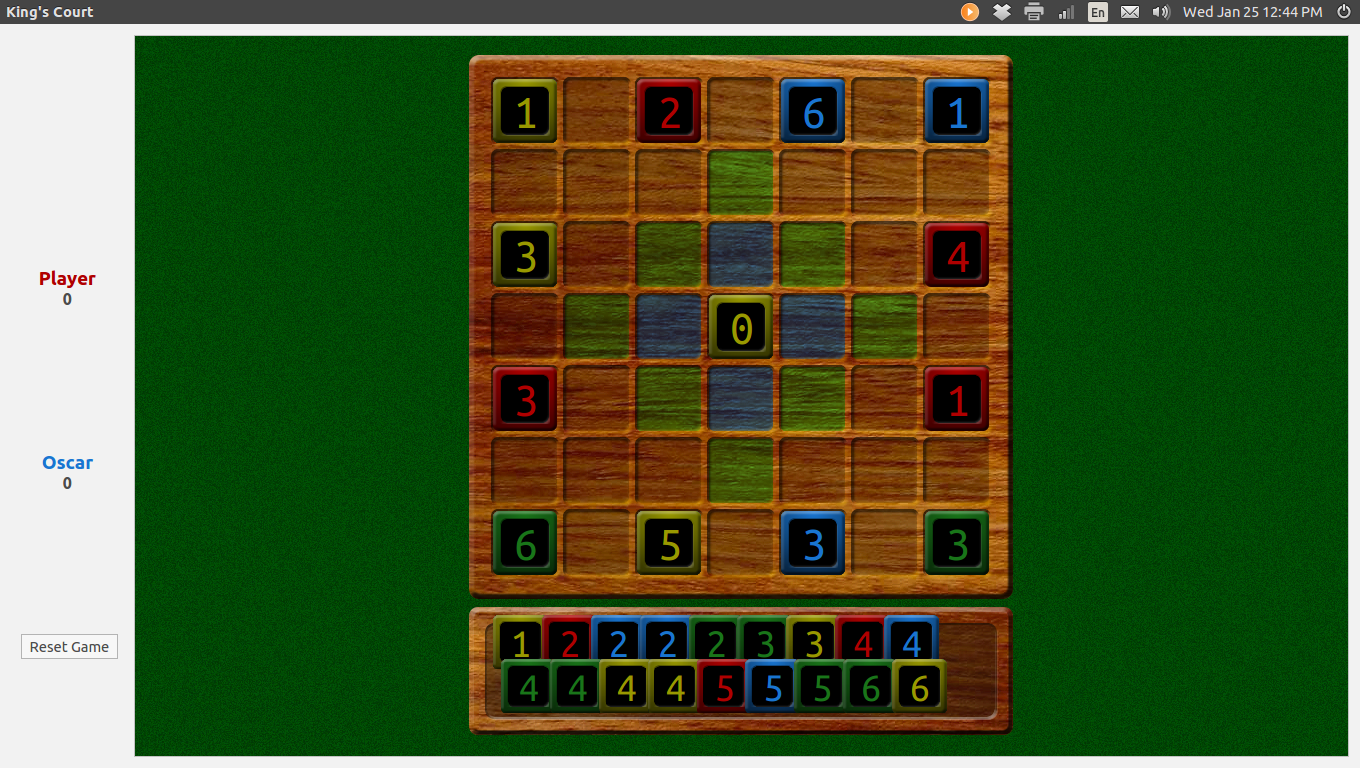 King's Court
En
Wed Jan 25 12:44 PM
1 2 6 1
3 4
Player
0
0
3 1
Oscar
0
6 5 3 3
1 2 2 2 2 3 3 4 4
Reset Game
4 4 4 4 5 5 5 6 6